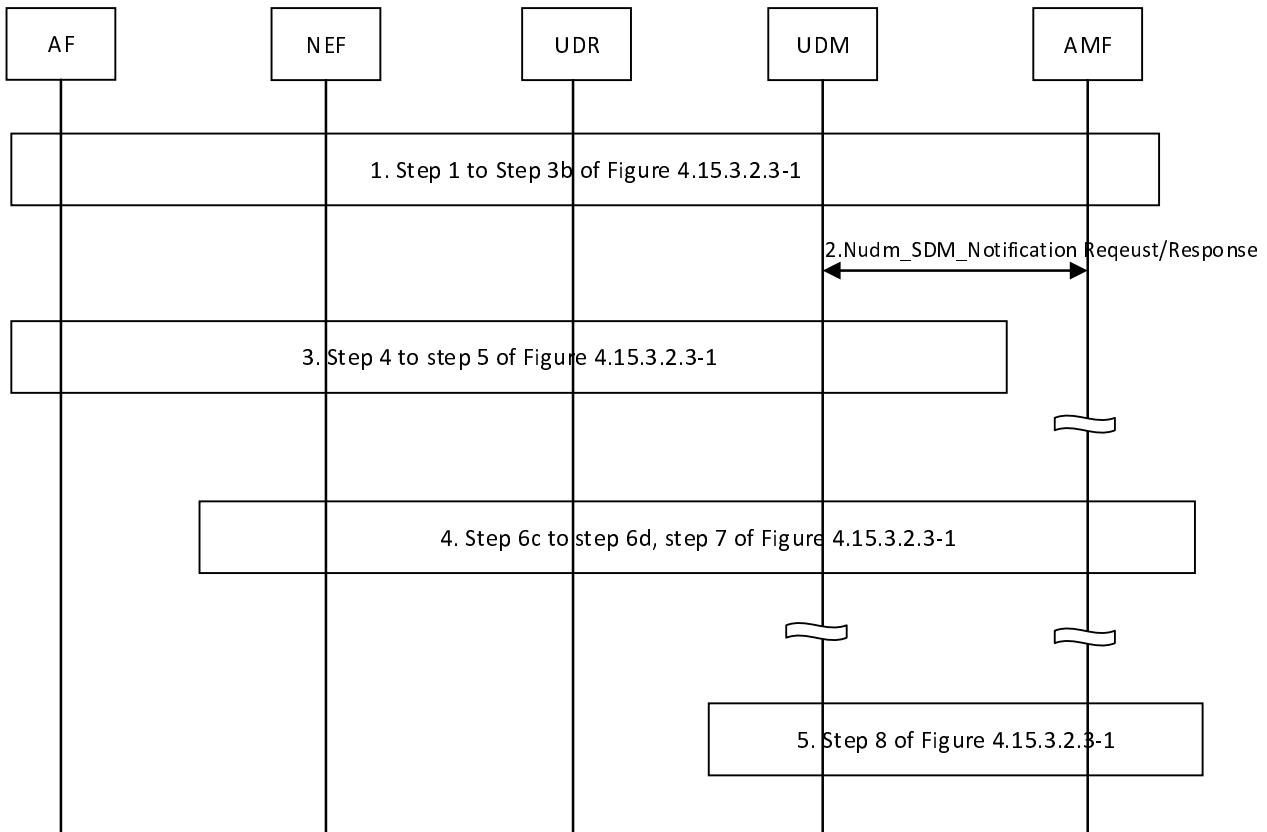 AF
NEF
UDR
UDM
AMF
1. Step 1 to Step 3b of Figure 4.15.3.2.3-1
2.Nudm_SDM_Notification Reqeust/Response
3. Step 4 to step 5 of Figure 4.15.3.2.3-1
4. Step 6c to step 6d, step 7 of Figure 4.15.3.2.3-1
5. Step 8 of Figure 4.15.3.2.3-1